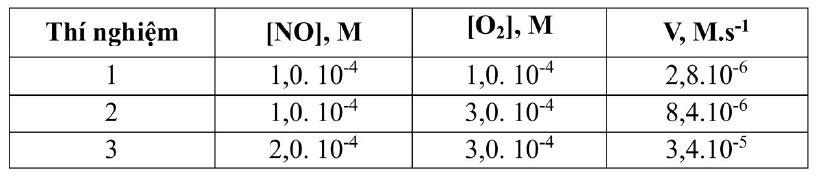 Thí nghiệm [NO], M [O₂], M V, M.s⁻¹
1 1,0. 10⁻⁴ 1,0. 10⁻⁴ 2,8.10⁻⁶
2 1,0. 10⁻⁴ 3,0. 10⁻⁴ 8,4.10⁻⁶
3 2,0. 10⁻⁴ 3,0. 10⁻⁴ 3,4.10⁻⁵